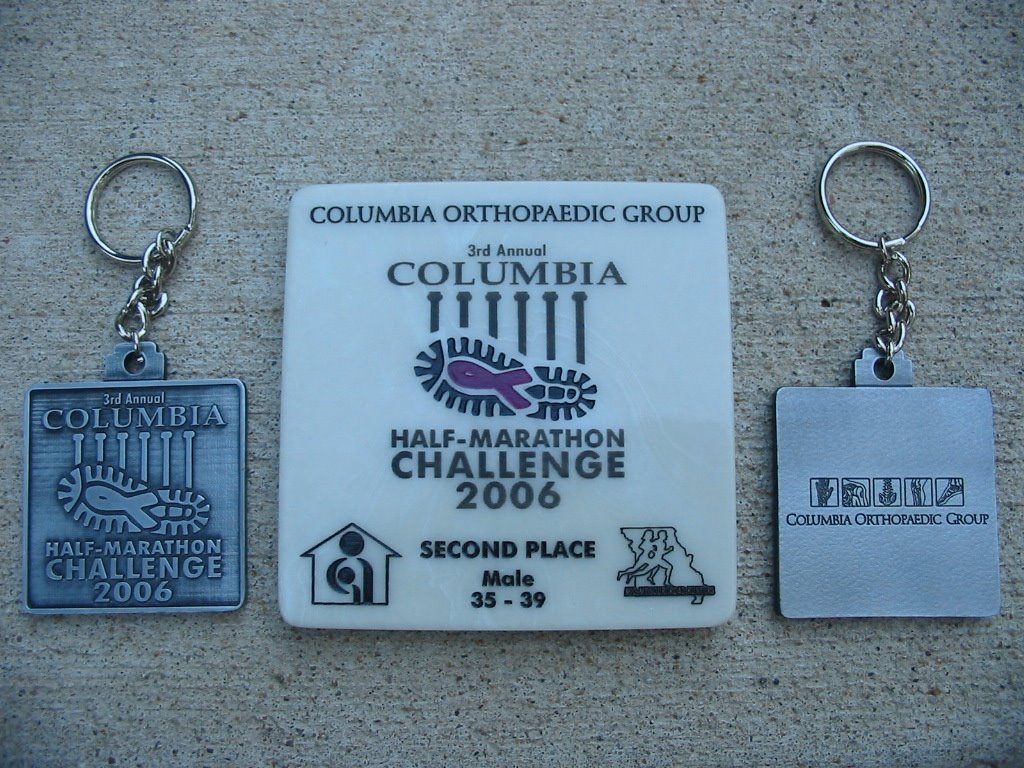 3rd Annual
COLUMBIA
HALF-MARATHON
CHALLENGE
2006
COLUMBIA ORTHOPAEDIC GROUP
3rd Annual
COLUMBIA
HALF-MARATHON
CHALLENGE
2006
SECOND PLACE
Male
35 - 39
COLUMBIA ORTHOPAEDIC GROUP